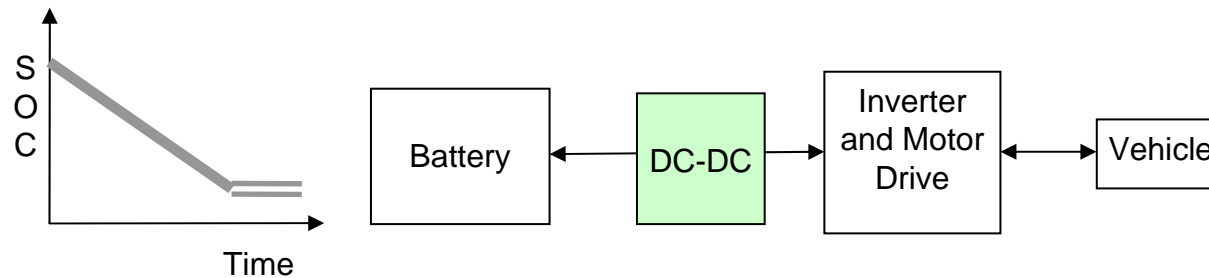 S
O
C
Time
Battery
DC-DC
Inverter
and Motor
Drive
Vehicle